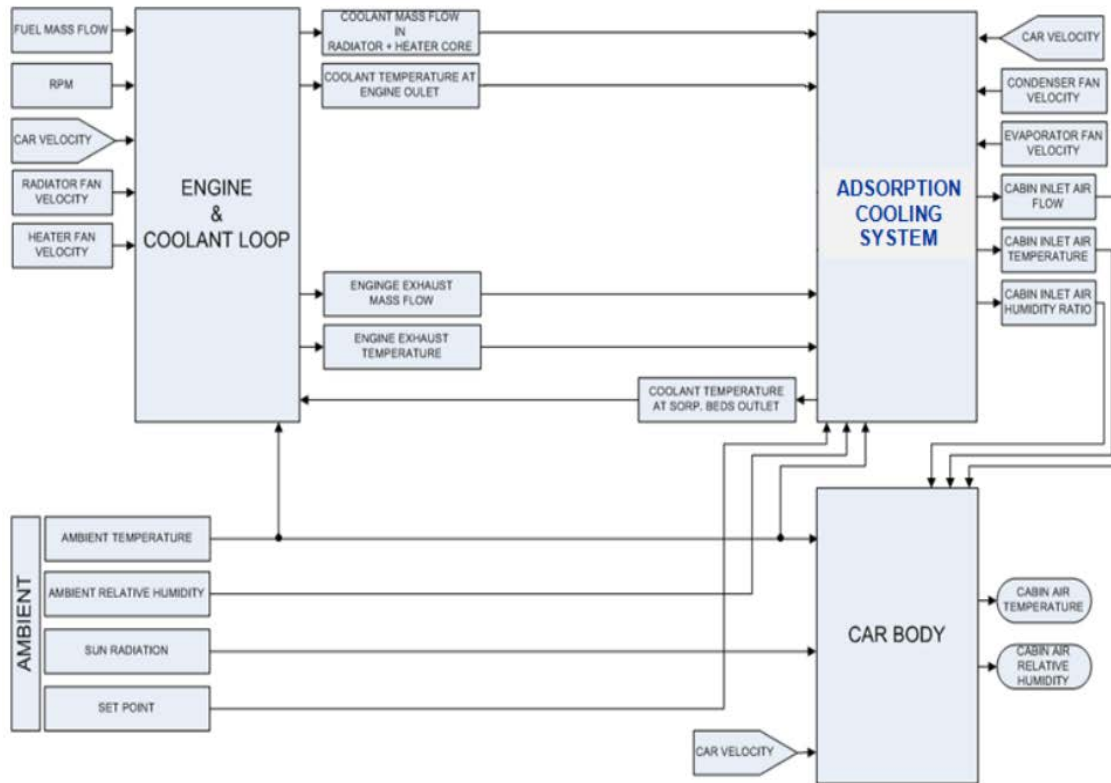 FUEL MASS FLOW
RPM
CAR VELOCITY
RADIATOR FAN
VELOCITY
HEATER FAN
VELOCITY
ENGINE
&
COOLANT LOOP
COOLANT MASS FLOW
IN
RADIATOR + HEATER CORE
COOLANT TEMPERATURE AT
ENGINE OULET
ENGINGE EXHAUST
MASS FLOW
ENGINE EXHAUST
TEMPERATURE
COOLANT TEMPERATURE
AT SORP. BEDS OUTLET
ADSORPTION
COOLING
SYSTEM
CAR VELOCITY
CONDENSER FAN
VELOCITY
EVAPORATOR FAN
VELOCITY
CABIN INLET AIR
FLOW
CABIN INLET AIR
TEMPERATURE
CABIN INLET AIR
HUMIDITY RATIO
AMBIENT
AMBIENT TEMPERATURE
AMBIENT RELATIVE HUMIDITY
SUN RADIATION
SET POINT
CAR BODY
CAR VELOCITY
CABIN AIR
TEMPERATURE
CABIN AIR
RELATIVE
HUMIDITY